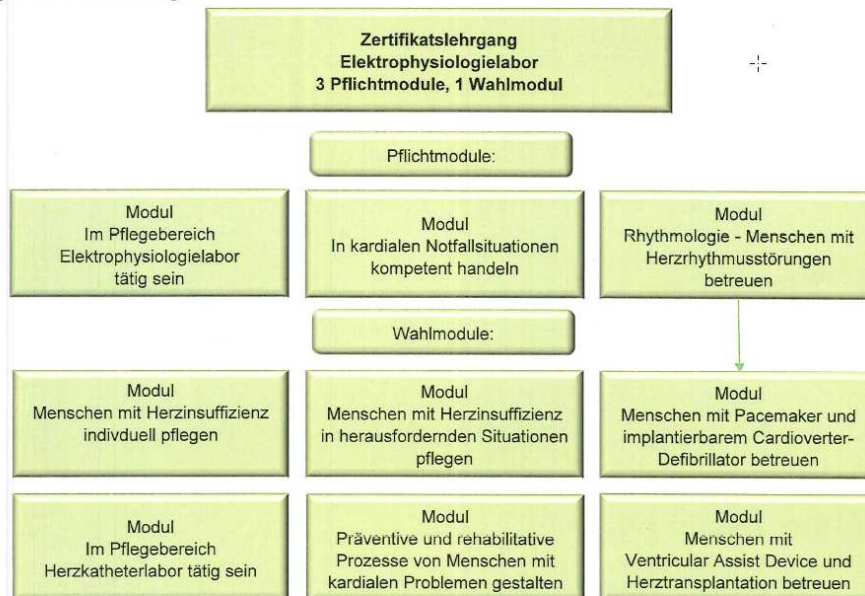 Zertifikatslehrgang
Elektrophysiologielabor
3 Pflichtmodule, 1 Wahlmodul
Pflichtmodule:
Modul
Im Pflegebereich
Elektrophysiologielabor
tätig sein
Modul
In kardialen Notfallsituationen
kompetent handeln
Modul
Rhythmologie - Menschen mit
Herzrhythmusstörungen
betreuen
Wahlmodule:
Modul
Menschen mit Herzinsuffizienz
indivduell pflegen
Modul
Menschen mit Herzinsuffizienz
in herausfordernden Situationen
pflegen
Modul
Menschen mit Pacemaker und
implantierbarem Cardioverter-
Defibrillator betreuen
Modul
Im Pflegebereich
Herzkatheterlabor tätig sein
Modul
Präventive und rehabilitative
Prozesse von Menschen mit
kardialen Problemen gestalten
Modul
Menschen mit
Ventricular Assist Device und
Herztransplantation betreuen